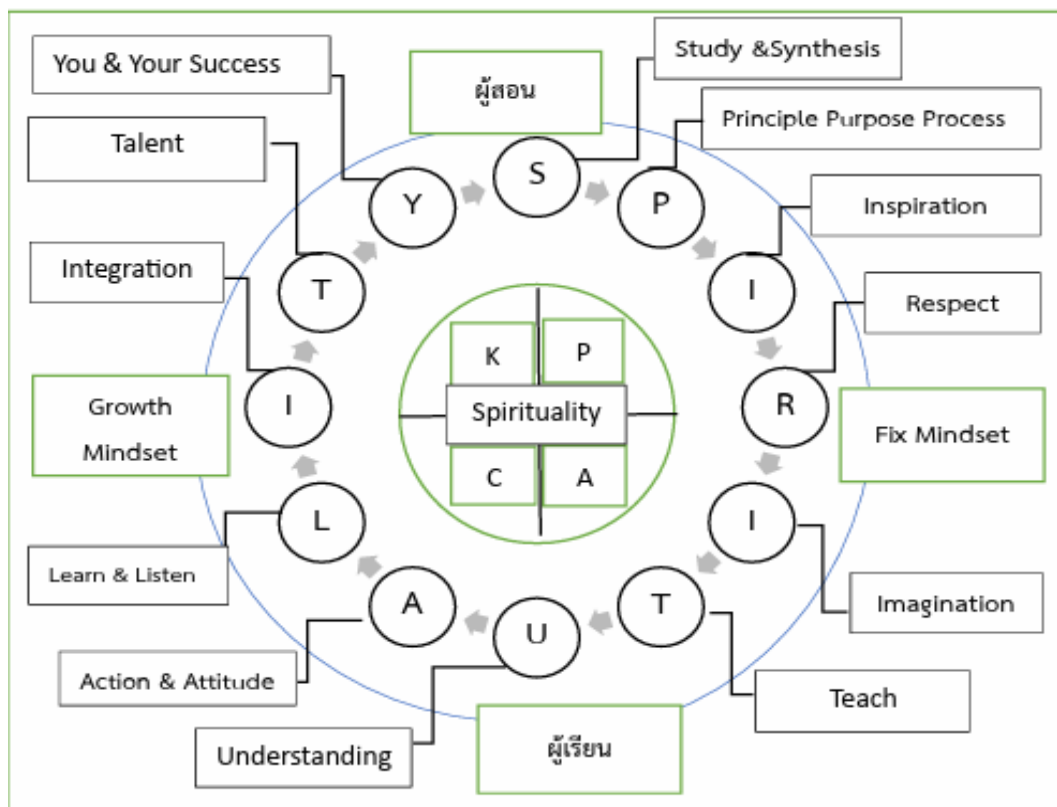 You & Your Success
ผู้สอน
Study &Synthesis
Talent
Principle Purpose Process
Integration
Inspiration
Respect
Growth
Mindset
Fix Mindset
Learn & Listen
Imagination
Action & Attitude
Teach
Understanding
ผู้เรียน
S
P
I
R
I
T
U
A
L
I
T
Y
K
P
Spirituality
C
A